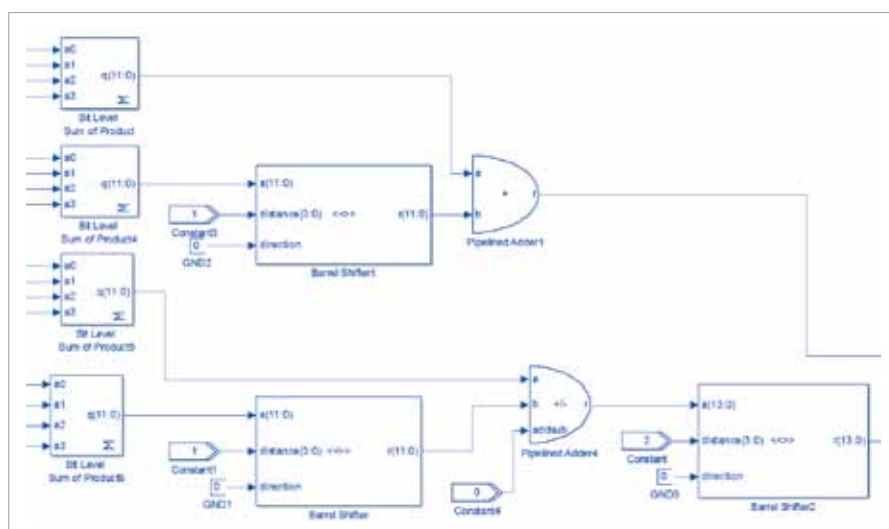 a0
a1
a2
a3
q(11:0)
Σ
Bit Level
Sum of Product
a0
a1
a2
a3
q(11:0)
Σ
Bit Level
Sum of Product4
a(11:0)
distance(3:0) <<>>
direction
r(11:0)
1
Constant3
0
GND2
Barrel Shifter1
a
b
+
r
Pipelined Adder1
a0
a1
a2
a3
q(11:0)
Σ
Bit Level
Sum of Product5
a0
a1
a2
a3
q(11:0)
Σ
Bit Level
Sum of Product6
a(11:0)
distance(3:0) <<>>
direction
r(11:0)
1
Constant1
0
GND1
Barrel Shifter
a
b
addsub
+/-
r
Pipelined Adder4
0
Constant4
a(13:0)
distance(3:0) <<>>
direction
r(13:0)
2
Constant
0
Barrel Shifter2